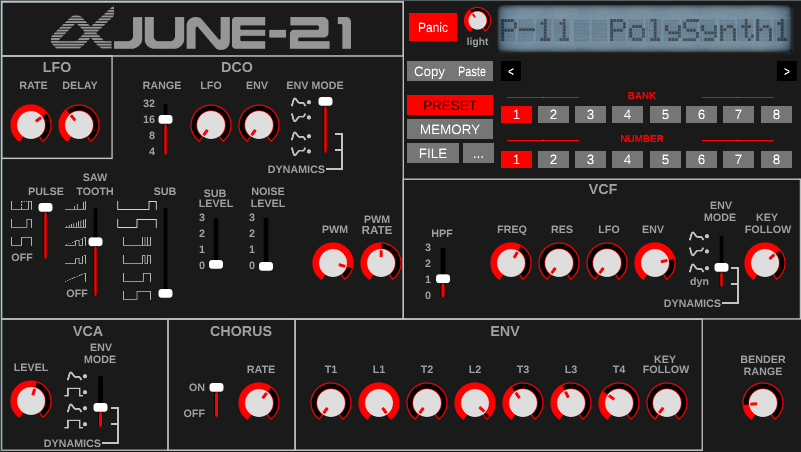 αJUNE-21
Panic
light
P-11 PolySynth1
Copy Paste
<
>
PRESET
MEMORY
FILE
...
BANK
1 2 3 4 5 6 7 8
NUMBER
1 2 3 4 5 6 7 8
LFO
RATE DELAY
DCO
RANGE LFO ENV ENV MODE
32
16
8
4
DYNAMICS
PULSE
OFF
SAW
TOOTH
OFF
SUB
SUB
LEVEL
3
2
1
0
NOISE
LEVEL
3
2
1
0
PWM
PWM
RATE
VCF
HPF
3
2
1
0
FREQ RES LFO ENV
ENV
MODE
dyn
DYNAMICS
KEY
FOLLOW
VCA
LEVEL
ENV
MODE
DYNAMICS
CHORUS
ON
OFF
RATE
ENV
T1 L1 T2 L2 T3 L3 T4
KEY
FOLLOW
BENDER
RANGE